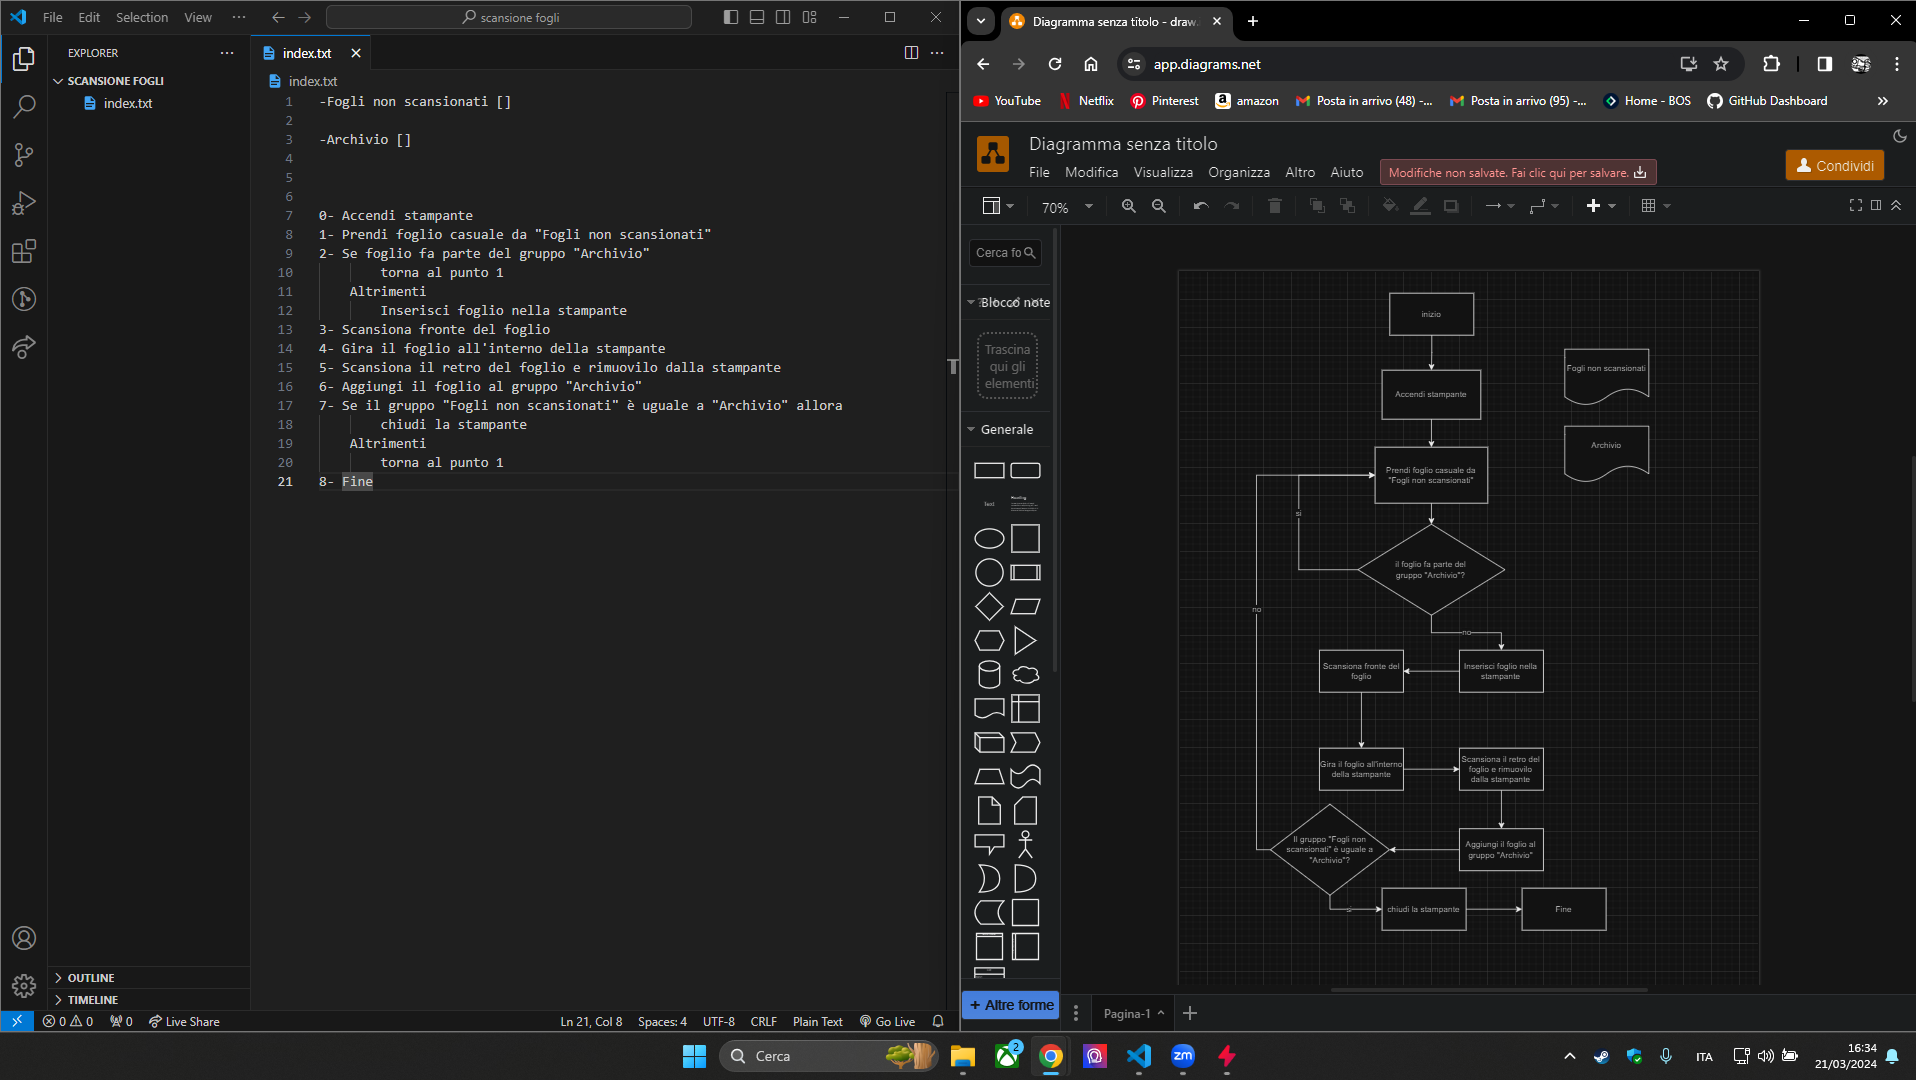 File Edit Selection View ··· scansione fogli
EXPLORER
SCANSIONE FOGLI
index.txt
OUTLINE
TIMELINE
index.txt
index.txt
1 -Fogli non scansionati []
2
3 -Archivio []
4
5
6
7 0- Accendi stampante
8 1- Prendi foglio casuale da "Fogli non scansionati"
9 2- Se foglio fa parte del gruppo "Archivio"
10 torna al punto 1
11 Altrimenti
12 Inserisci foglio nella stampante
13 3- Scansiona fronte del foglio
14 4- Gira il foglio all'interno della stampante
15 5- Scansiona il retro del foglio e rimuovilo dalla stampante
16 6- Aggiungi il foglio al gruppo "Archivio"
17 7- Se il gruppo "Fogli non scansionati" è uguale a "Archivio" allora
18 chiudi la stampante
19 Altrimenti
20 torna al punto 1
21 8- Fine
0 0 0 Live Share
Ln 21, Col 8 Spaces: 4 UTF-8 CRLF Plain Text Go Live
Diagramma senza titolo - draw.
app.diagrams.net
YouTube Netflix Pinterest amazon Posta in arrivo (48) -... Posta in arrivo (95) -... Home - BOS GitHub Dashboard
Diagramma senza titolo
File Modifica Visualizza Organizza Altro Aiuto
Modifiche non salvate. Fai clic qui per salvare.
Condividi
70%
Cerca fo
Blocco note
Trascina
qui gli
elementi
Generale
Text
Heading
Altre forme
inizio
Accendi stampante
Prendi foglio casuale da
"Fogli non scansionati"
si
il foglio fa parte del
gruppo "Archivio"?
no
no
Inserisci foglio nella
stampante
Scansiona fronte del
foglio
Gira il foglio all'interno
della stampante
Scansiona il retro del
foglio e rimuovilo
dalla stampante
Aggiungi il foglio al
gruppo "Archivio"
Il gruppo "Fogli non
scansionati" è uguale a
"Archivio"?
si
chiudi la stampante
Fine
Fogli non scansionati
Archivio
Pagina-1
Cerca
2
zm
ITA
16:34
21/03/2024